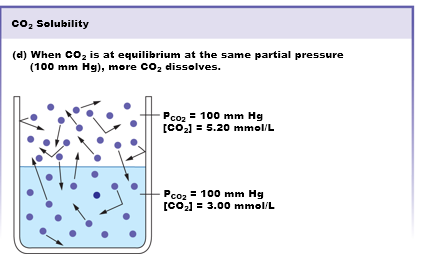 CO₂ Solubility
(d) When CO₂ is at equilibrium at the same partial pressure
(100 mm Hg), more CO₂ dissolves.
PCO₂ = 100 mm Hg
[CO₂] = 5.20 mmol/L
PCO₂ = 100 mm Hg
[CO₂] = 3.00 mmol/L